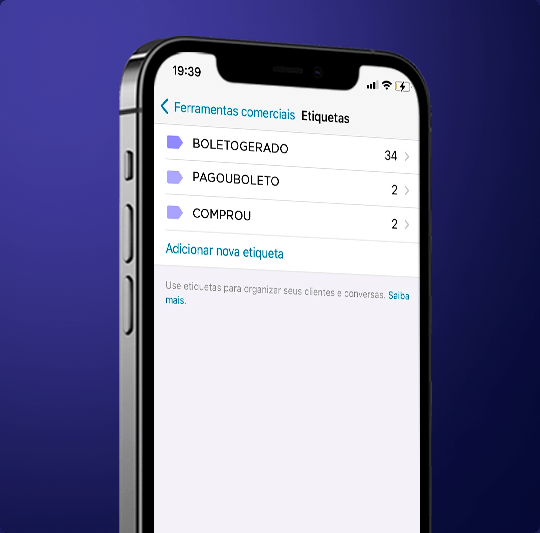 19:39
Ferramentas comerciais Etiquetas
BOLETOGERADO 34
PAGOUBOLETO 2
COMPROU 2
Adicionar nova etiqueta
Use etiquetas para organizar seus clientes e conversas. Saiba
mais.